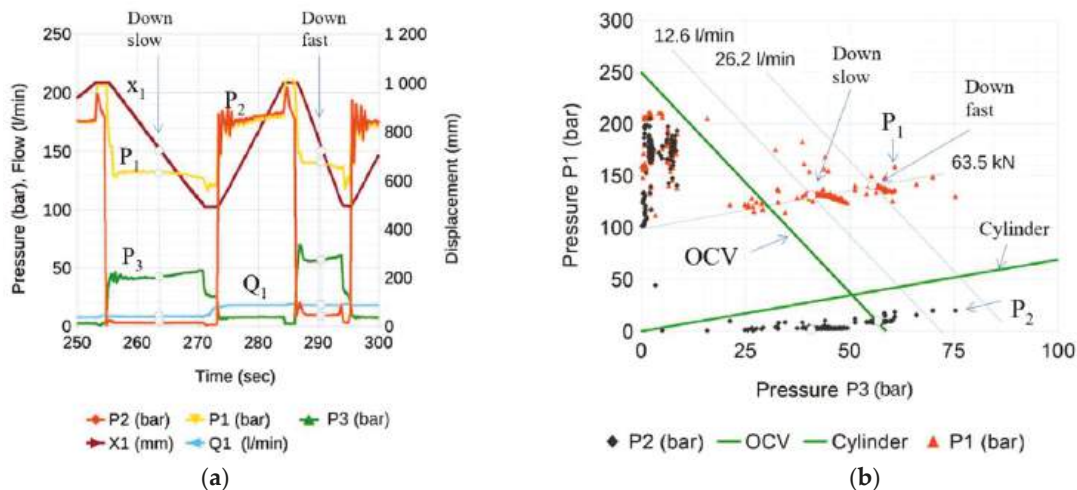 Down
slow
Down
fast
Pressure (bar), Flow (l/min)
250
200
150
100
50
0
x1
P2
P1
P3
Q1
1 200
1 000
800
600
400
200
0
Displacement (mm)
250 260 270 280 290 300
Time (sec)
P2 (bar) P1 (bar) P3 (bar)
X1 (mm) Q1 (l/min)
(a)
Pressure P1 (bar)
300
250
200
150
100
50
0
12.6 l/min
26.2 l/min
Down
slow
Down
fast
P1
63.5 kN
OCV
Cylinder
P2
0 25 50 75 100
Pressure P3 (bar)
P2 (bar) OCV Cylinder P1 (bar)
(b)